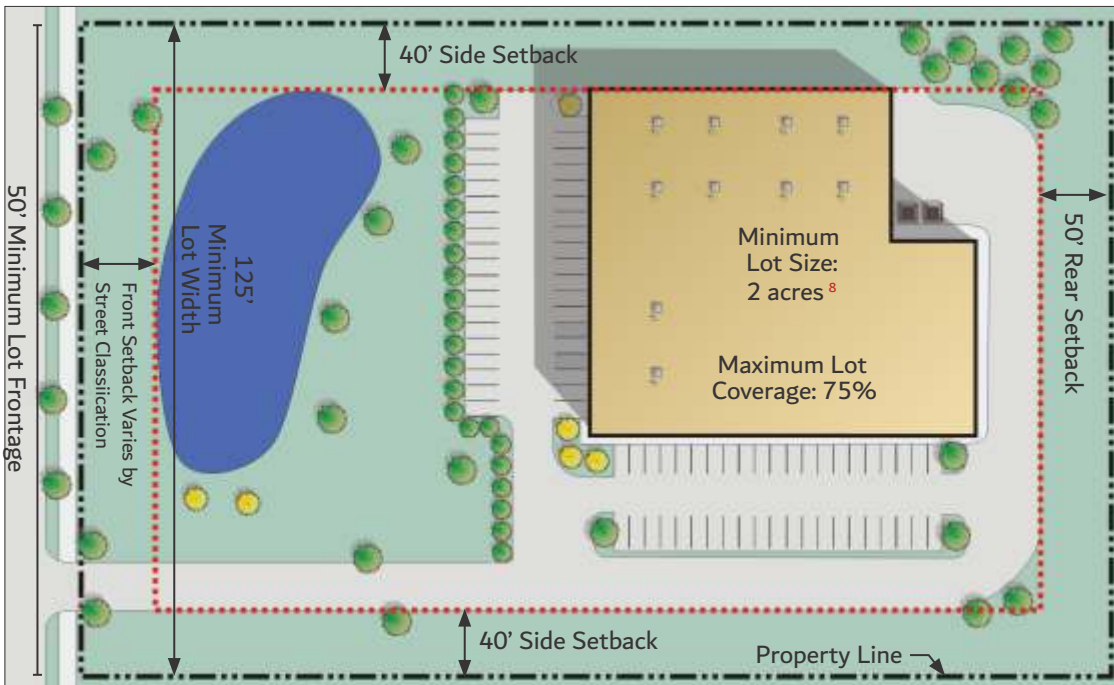 40’ Side Setback
50’ Minimum Lot Frontage
Front Setback Varies by
Street Classiication
125’
Minimum
Lot Width
Minimum
Lot Size:
2 acres 8
Maximum Lot
Coverage: 75%
50’ Rear Setback
40’ Side Setback
Property Line